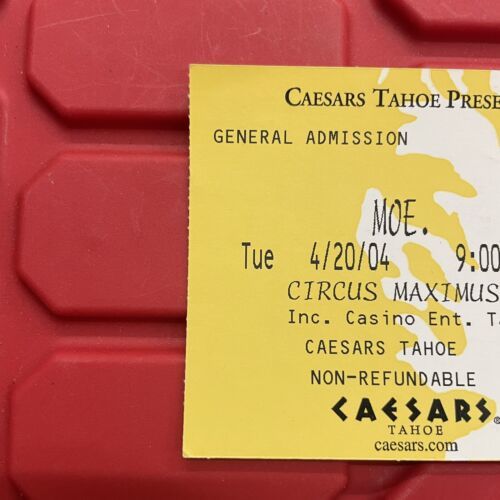 CAESARS TAHOE PRESE
GENERAL ADMISSION
MOE.
Tue 4/20/04 9:00
CIRCUS MAXIMUS
Inc. Casino Ent. T
CAESARS TAHOE
NON-REFUNDABLE
CAESARS®
TAHOE
caesars.com